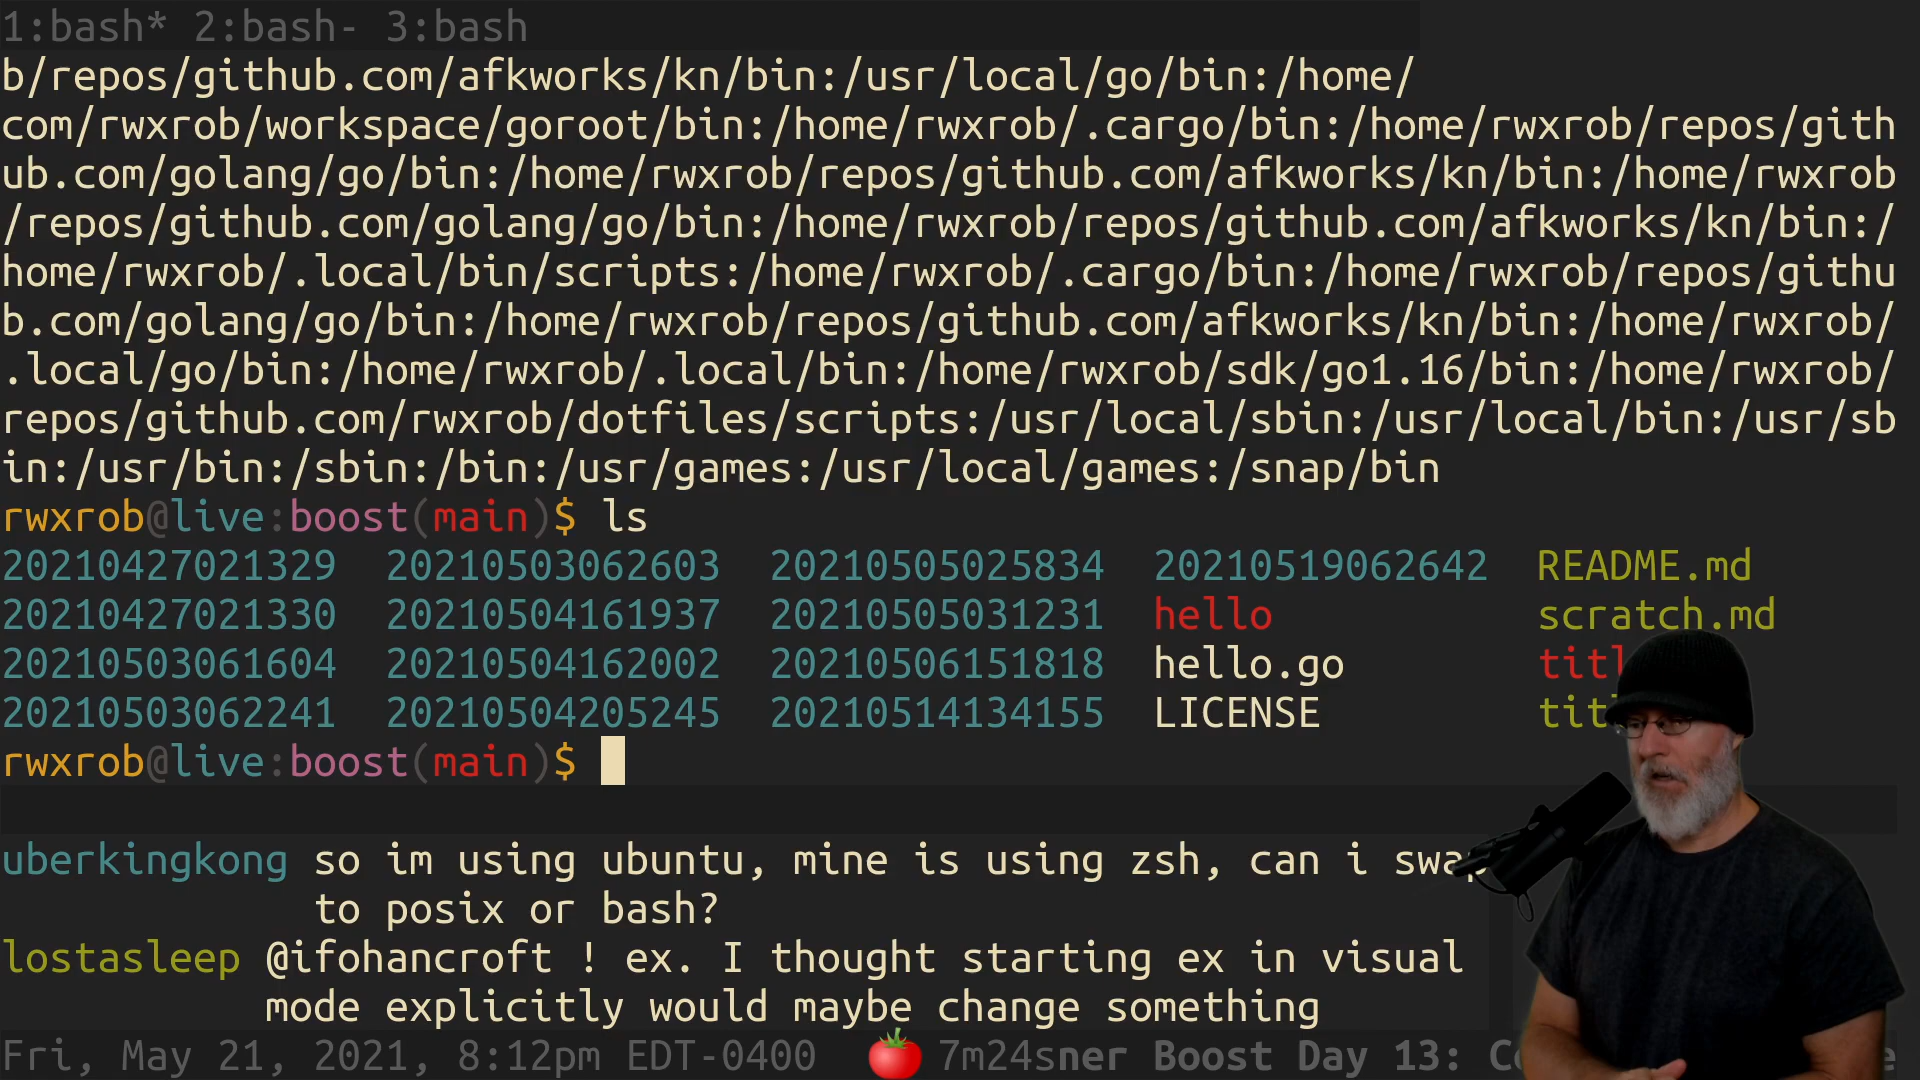 1:bash* 2:bash- 3:bash
b/repos/github.com/afkworks/kn/bin:/usr/local/go/bin:/home/
com/rwxrob/workspace/goroot/bin:/home/rwxrob/.cargo/bin:/home/rwxrob/repos/gith
ub.com/golang/go/bin:/home/rwxrob/repos/github.com/afkworks/kn/bin:/home/rwxrob
/repos/github.com/golang/go/bin:/home/rwxrob/repos/github.com/afkworks/kn/bin:/
home/rwxrob/.local/bin/scripts:/home/rwxrob/.cargo/bin:/home/rwxrob/repos/githu
b.com/golang/go/bin:/home/rwxrob/repos/github.com/afkworks/kn/bin:/home/rwxrob/
.local/go/bin:/home/rwxrob/.local/bin:/home/rwxrob/sdk/go1.16/bin:/home/rwxrob/
repos/github.com/rwxrob/dotfiles/scripts:/usr/local/sbin:/usr/local/bin:/usr/sb
in:/usr/bin:/sbin:/bin:/usr/games:/usr/local/games:/snap/bin
rwxrob@live:boost(main)$ ls
20210427021329 20210503062603 20210505025834 20210519062642 README.md
20210427021330 20210504161937 20210505031231 hello scratch.md
20210503061604 20210504162002 20210506151818 hello.go
20210503062241 20210504205245 20210514134155 LICENSE
rwxrob@live:boost(main)$
uberkingkong so im using ubuntu, mine is using zsh, can i swap
to posix or bash?
lostasleep @ifohancroft ! ex. I thought starting ex in visual
mode explicitly would maybe change something
Fri, May 21, 2021, 8:12pm EDT-0400 7m24sner Boost Day 13: